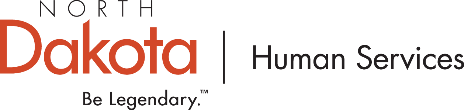 NORTH
Dakota | Human Services
Be Legendary.™